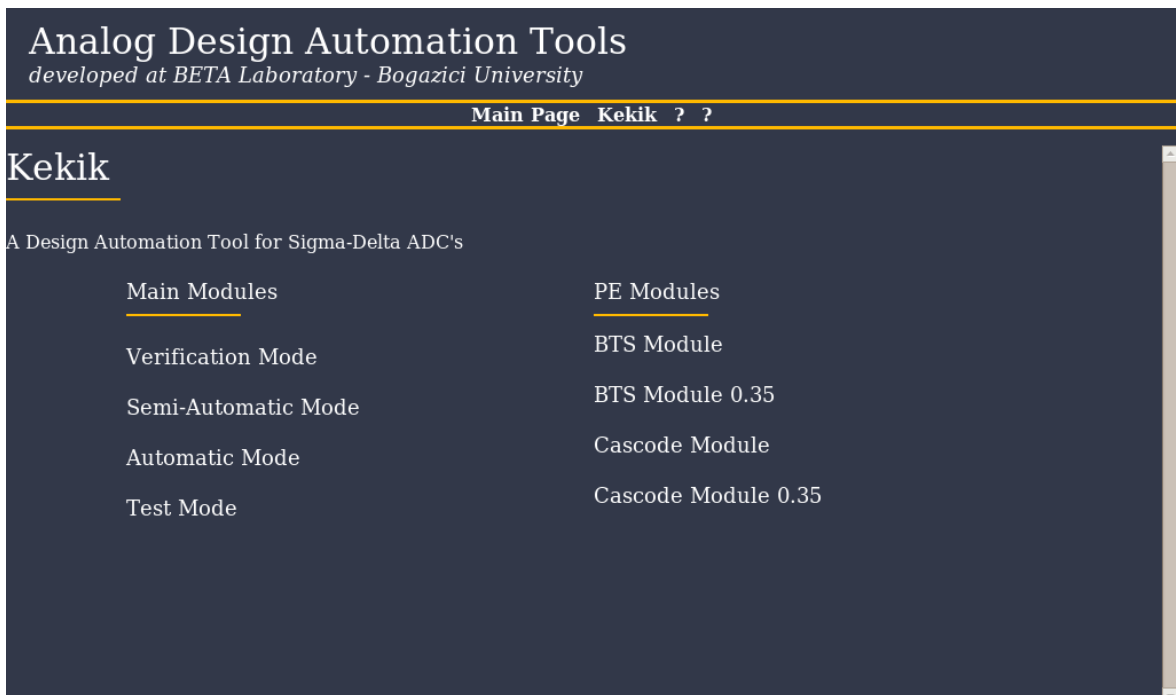 Analog Design Automation Tools
developed at BETA Laboratory - Bogazici University
Main Page Kekik ? ?
Kekik
A Design Automation Tool for Sigma-Delta ADC's
Main Modules
Verification Mode
Semi-Automatic Mode
Automatic Mode
Test Mode
PE Modules
BTS Module
BTS Module 0.35
Cascode Module
Cascode Module 0.35